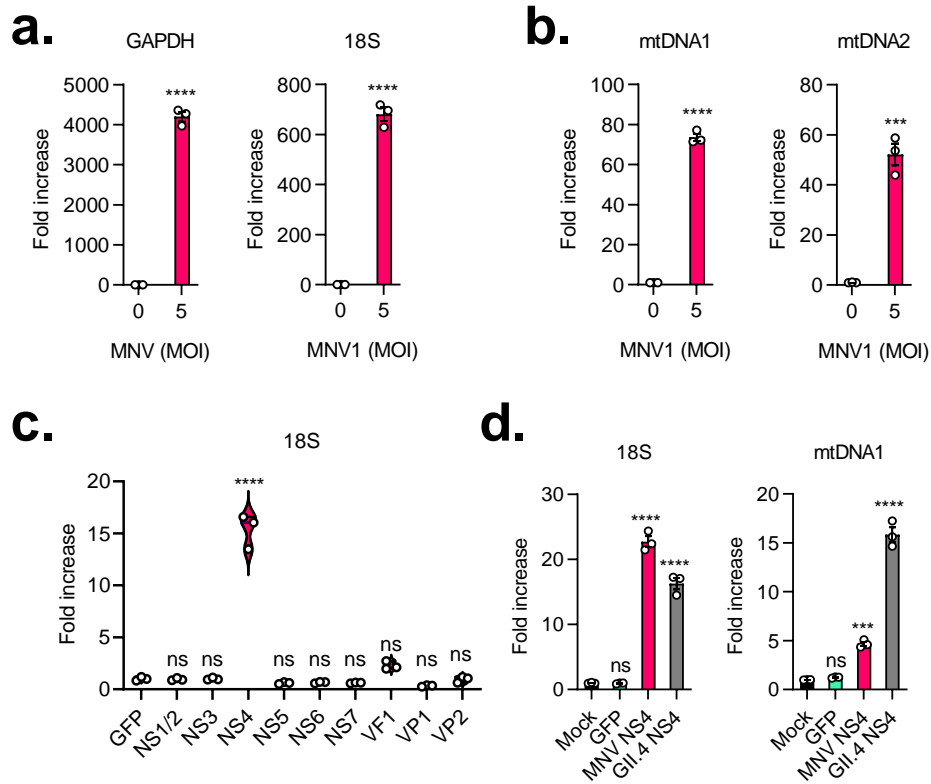 a.
GAPDH
18S
Fold increase
5000
4000
3000
2000
1000
0
****
0
5
MNV (MOI)
Fold increase
800
600
400
200
0
****
0
5
MNV1 (MOI)
b.
mtDNA1
mtDNA2
Fold increase
100
80
60
40
20
0
****
0
5
MNV1 (MOI)
Fold increase
80
60
40
20
0
***
0
5
MNV1 (MOI)
c.
18S
Fold increase
20
15
10
5
0
ns
ns
****
ns
ns
ns
ns
ns
ns
GFP
NS1/2
NS3
NS4
NS5
NS6
NS7
VF1
VP1
VP2
d.
18S
Fold increase
30
20
10
0
ns
****
****
Mock
GFP
MNV NS4
GII.4 NS4
mtDNA1
Fold increase
20
15
10
5
0
ns
***
****
Mock
GFP
MNV NS4
GII.4 NS4